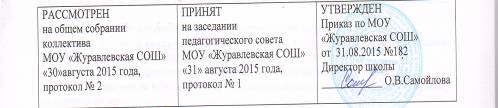 РАССМОТРЕН
на общем собрании
коллектива
МОУ «Журавлевская СОШ»
«30»августа 2015 года,
протокол № 2
ПРИНЯТ
на заседании
педагогического совета
МОУ «Журавлевская СОШ»
«31» августа 2015 года,
протокол № 1
УТВЕРЖДЕН
Приказ по МОУ
«Журавлевская СОШ»
от 31.08.2015 №182
Директор школы
О.В.Самойлова